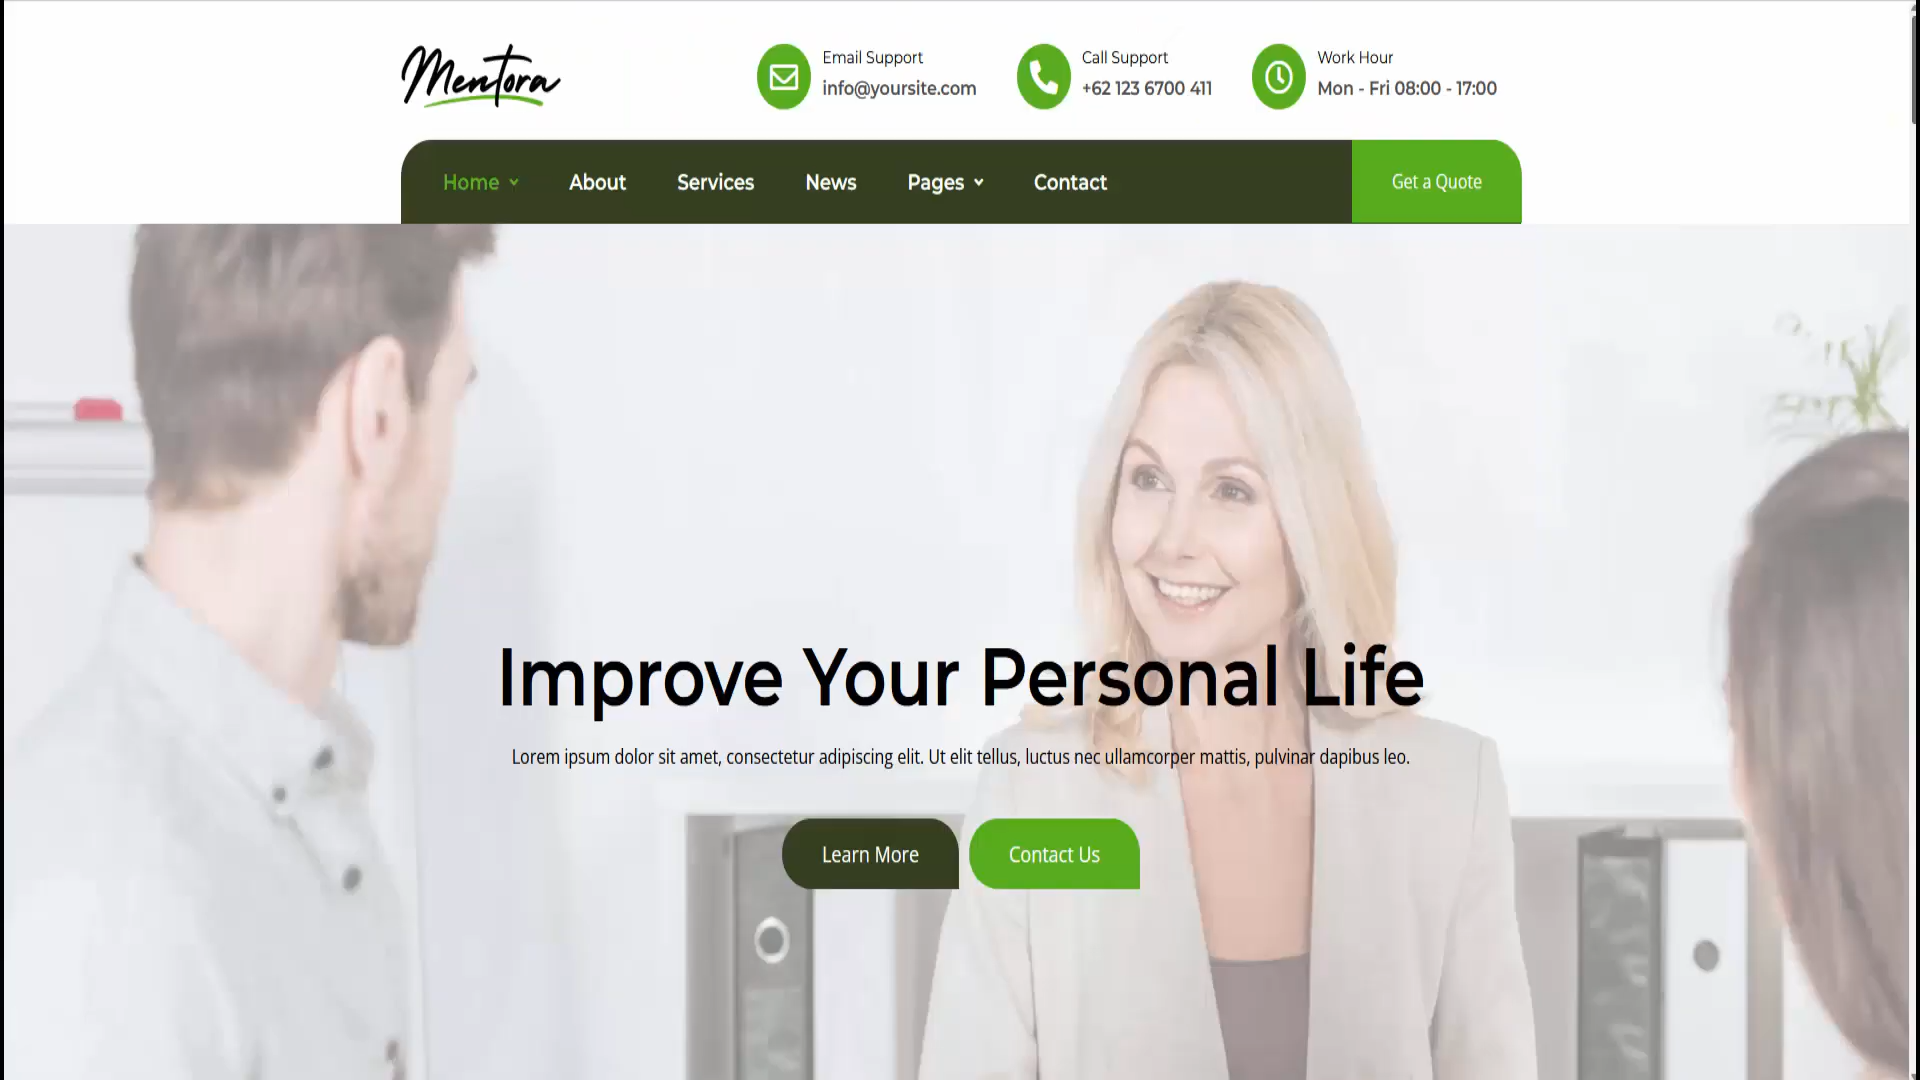 Mentora
Email Support
info@yoursite.com
Call Support
+62 123 6700 411
Work Hour
Mon - Fri 08:00 - 17:00
Home
About
Services
News
Pages
Contact
Get a Quote
Improve Your Personal Life
Lorem ipsum dolor sit amet, consectetur adipiscing elit. Ut elit tellus, luctus nec ullamcorper mattis, pulvinar dapibus leo.
Learn More
Contact Us